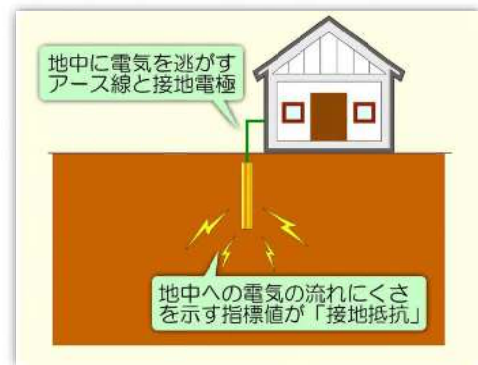 地中に電気を逃がす
アース線と接地電極
地中への電気の流れにくさ
を示す指標値が「接地抵抗」